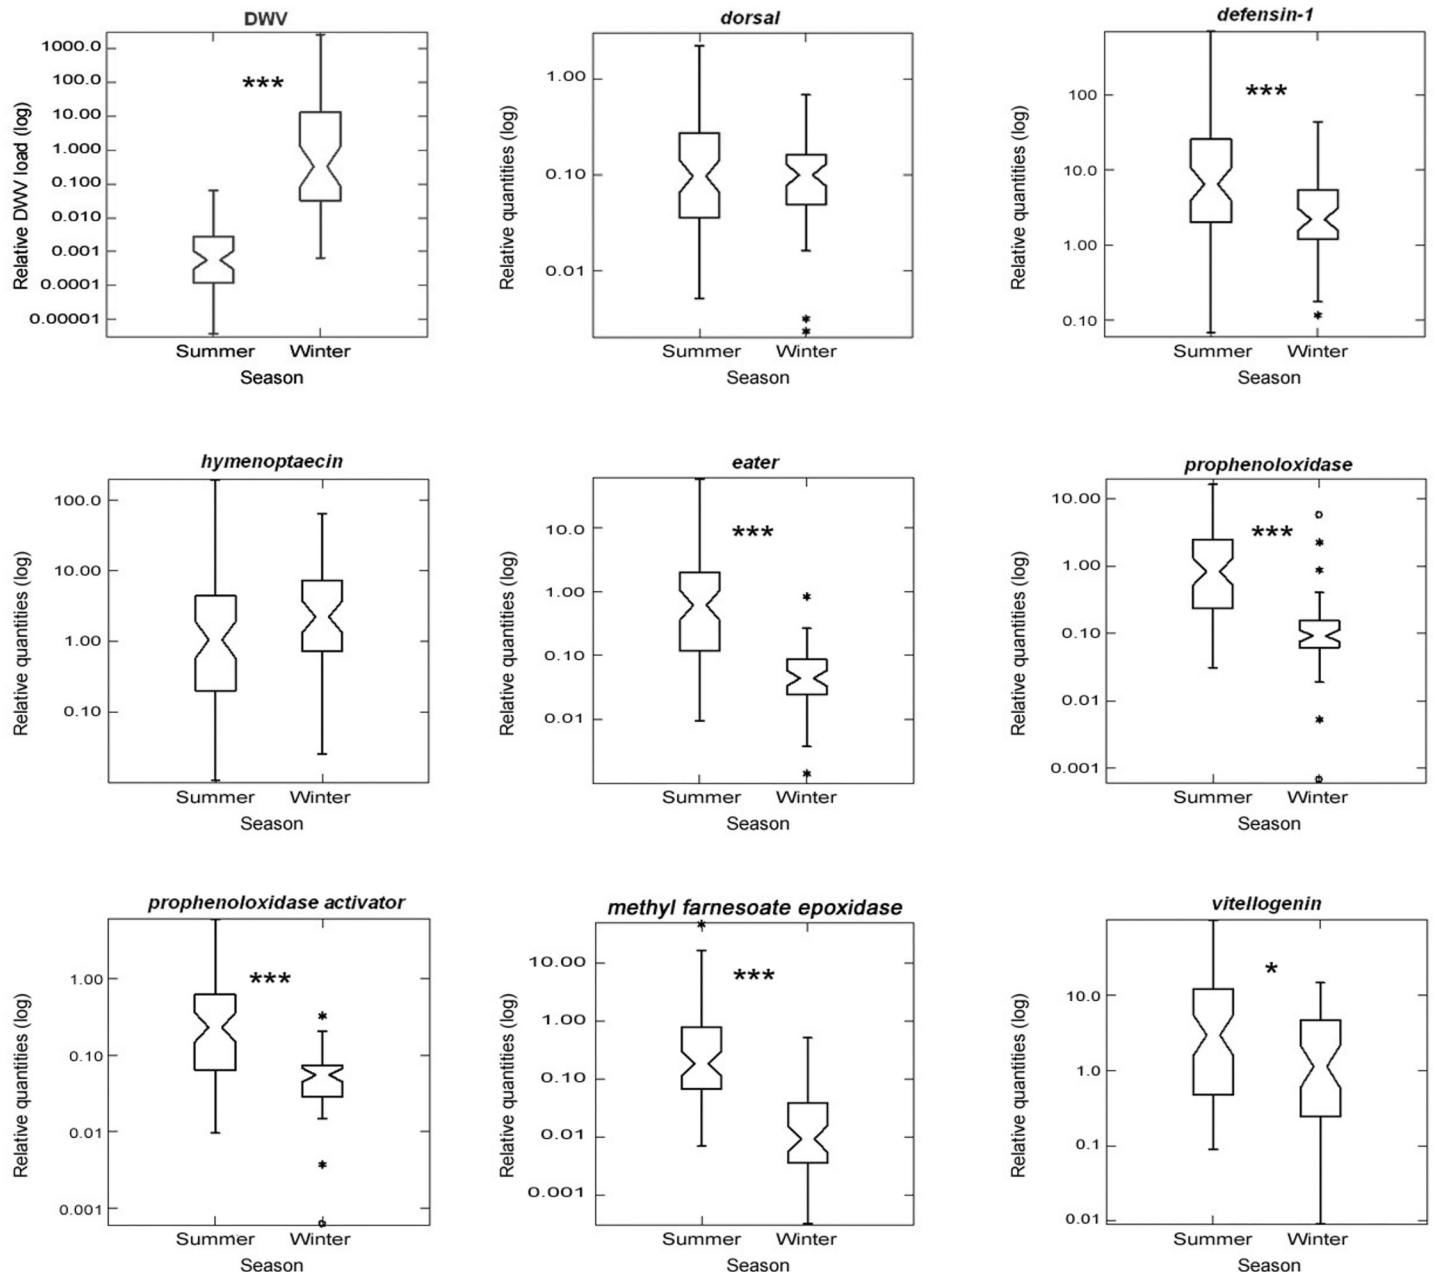 DWV
Relative DWV load (log)
1000.0
100.0
10.00
1.000
0.100
0.010
0.001
0.0001
0.00001
***
Summer Winter
Season
dorsal
Relative quantities (log)
1.00
0.10
0.01
Summer Winter
Season
defensin-1
Relative quantities (log)
100
10.0
1.00
0.10
***
Summer Winter
Season
hymenoptaecin
Relative quantities (log)
100.0
10.00
1.00
0.10
Summer Winter
Season
eater
Relative quantities (log)
10.0
1.00
0.10
0.01
***
Summer Winter
Season
prophenoloxidase
Relative quantities (log)
10.00
1.00
0.10
0.01
0.001
***
Summer Winter
Season
prophenoloxidase activator
Relative quantities (log)
1.00
0.10
0.01
0.001
***
Summer Winter
Season
methyl farnesoate epoxidase
Relative quantities (log)
10.00
1.00
0.10
0.01
0.001
***
Summer Winter
Season
vitellogenin
Relative quantities (log)
10.0
1.0
0.1
0.01
*
Summer Winter
Season